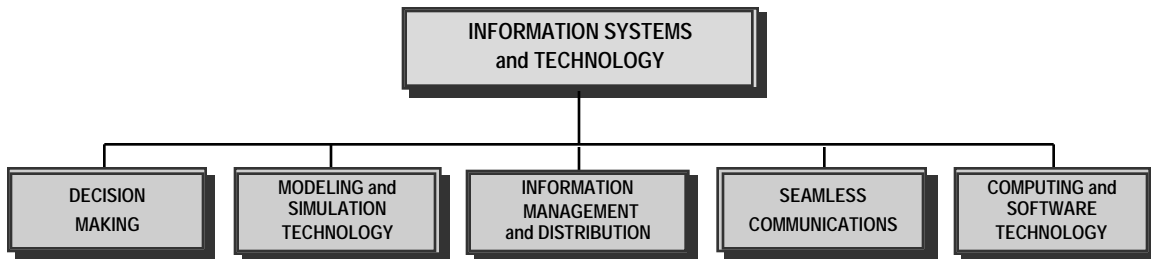 INFORMATION SYSTEMS
and TECHNOLOGY
DECISION
MAKING
MODELING and
SIMULATION
TECHNOLOGY
INFORMATION
MANAGEMENT
and DISTRIBUTION
SEAMLESS
COMMUNICATIONS
COMPUTING and
SOFTWARE
TECHNOLOGY